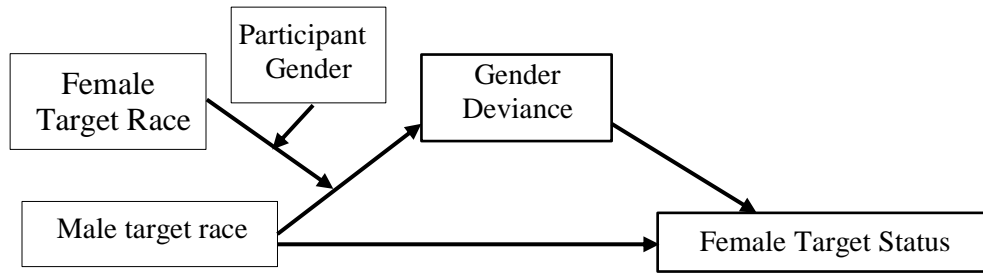 Participant
Gender
Female
Target Race
Gender
Deviance
Male target race
Female Target Status